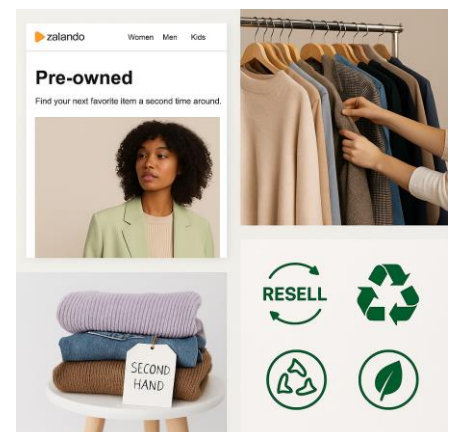 zalando
Women Men Kids
Pre-owned
Find your next favorite item a second time around.
SECOND
HAND
RESELL